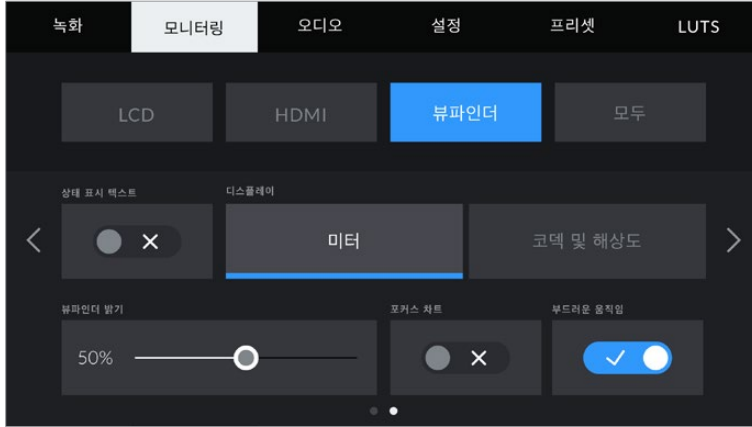 녹화 모니터링 오디오 설정 프리셋 LUTS
LCD HDMI 뷰파인더 모두
상태 표시 텍스트 디스플레이
미터 코덱 및 해상도
뷰파인더 밝기 포커스 차트 부드러운 움직임
50%